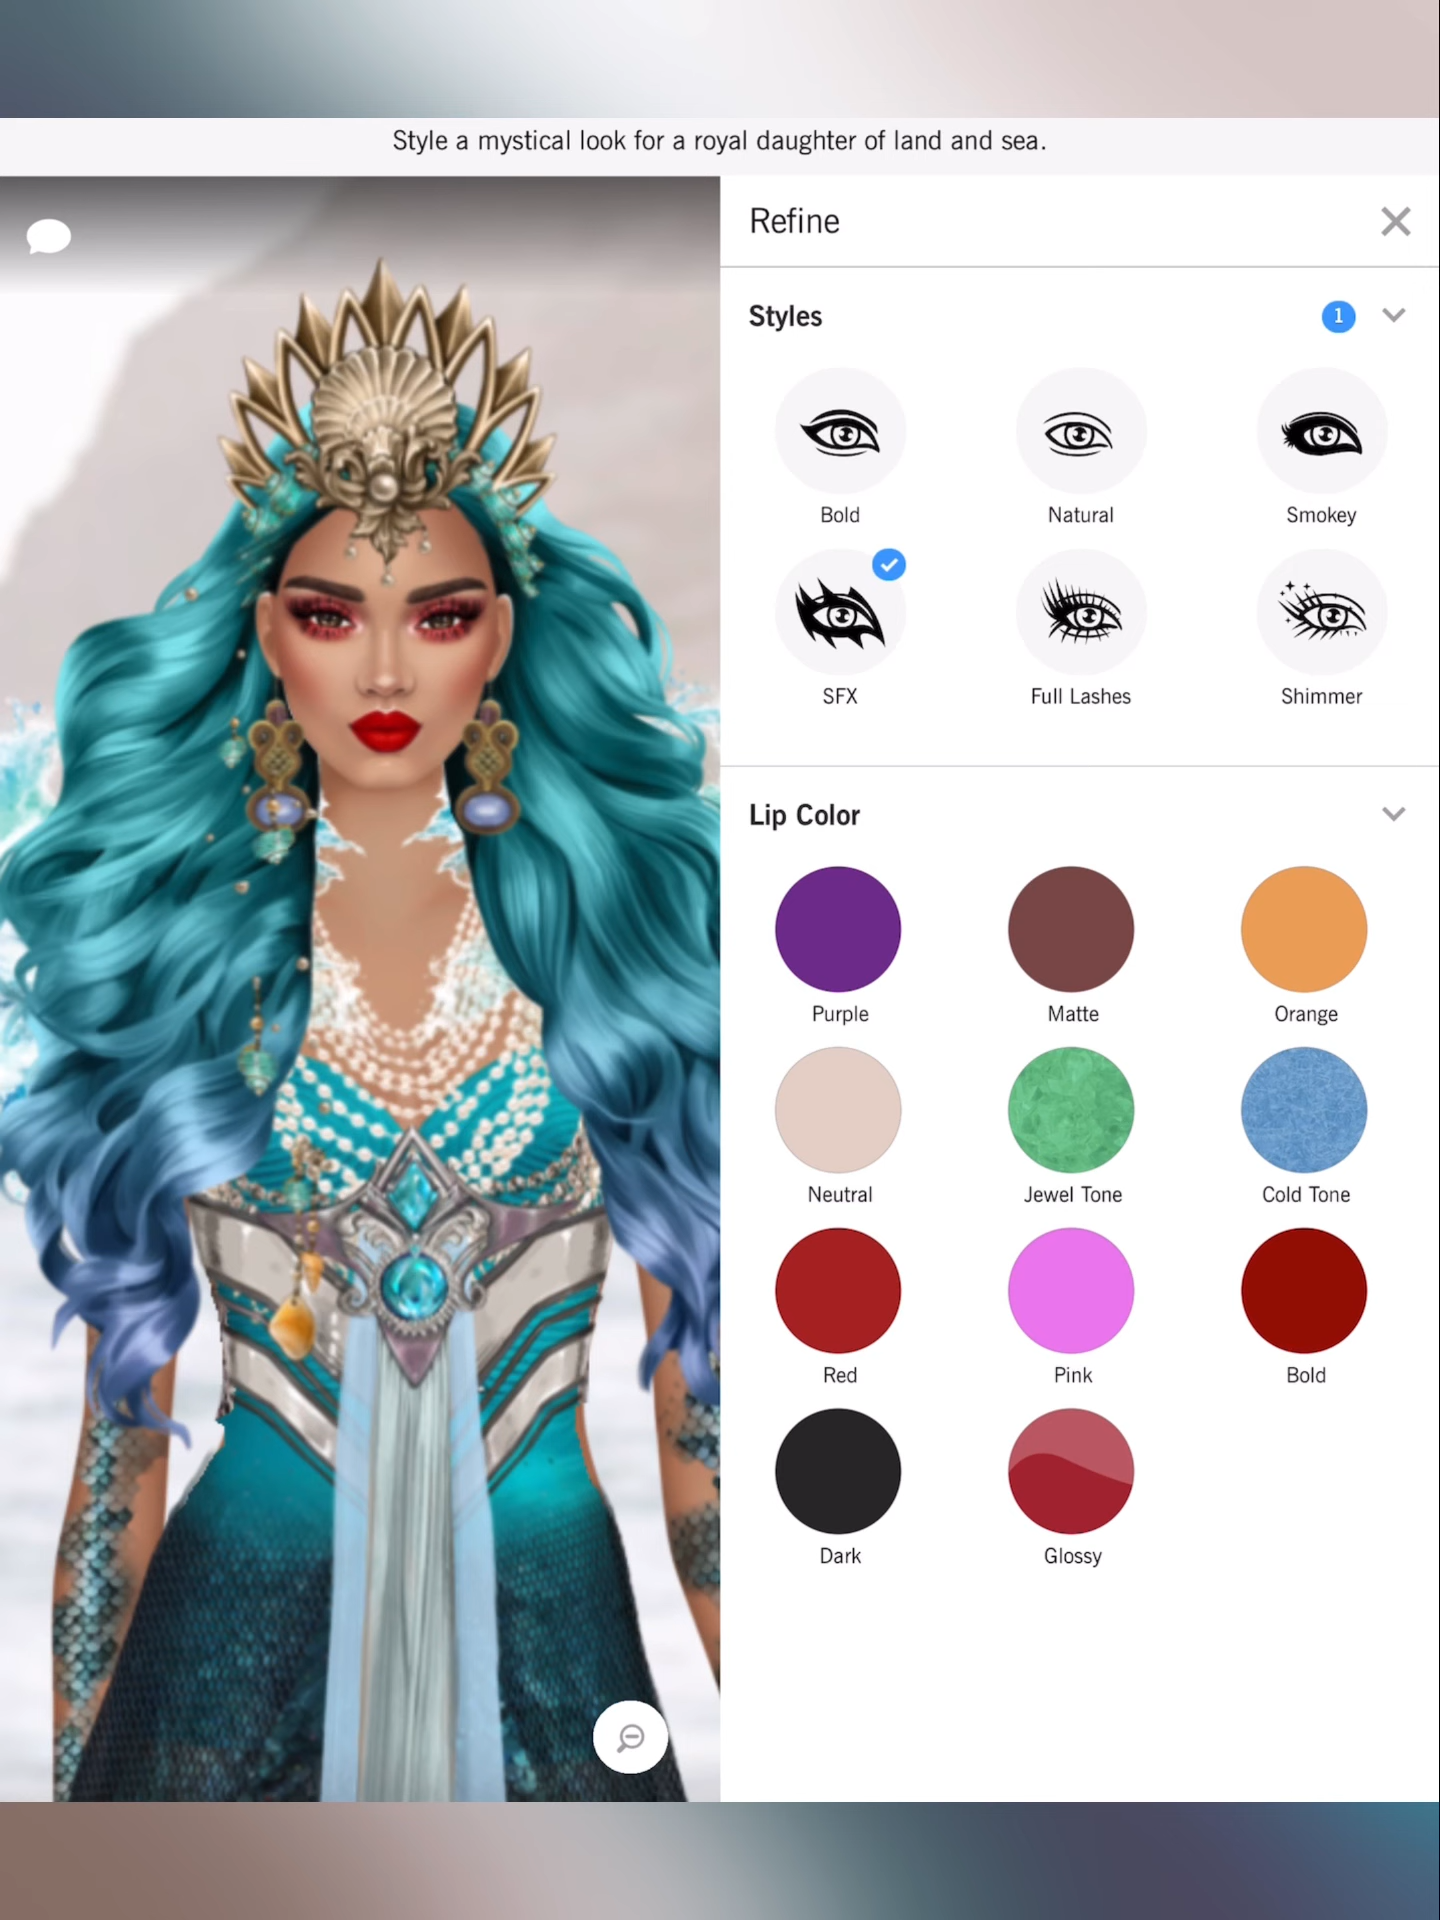 Style a mystical look for a royal daughter of land and sea.
Refine
Styles
1
Bold
Natural
Smokey
SFX
Full Lashes
Shimmer
Lip Color
Purple
Matte
Orange
Neutral
Jewel Tone
Cold Tone
Red
Pink
Bold
Dark
Glossy